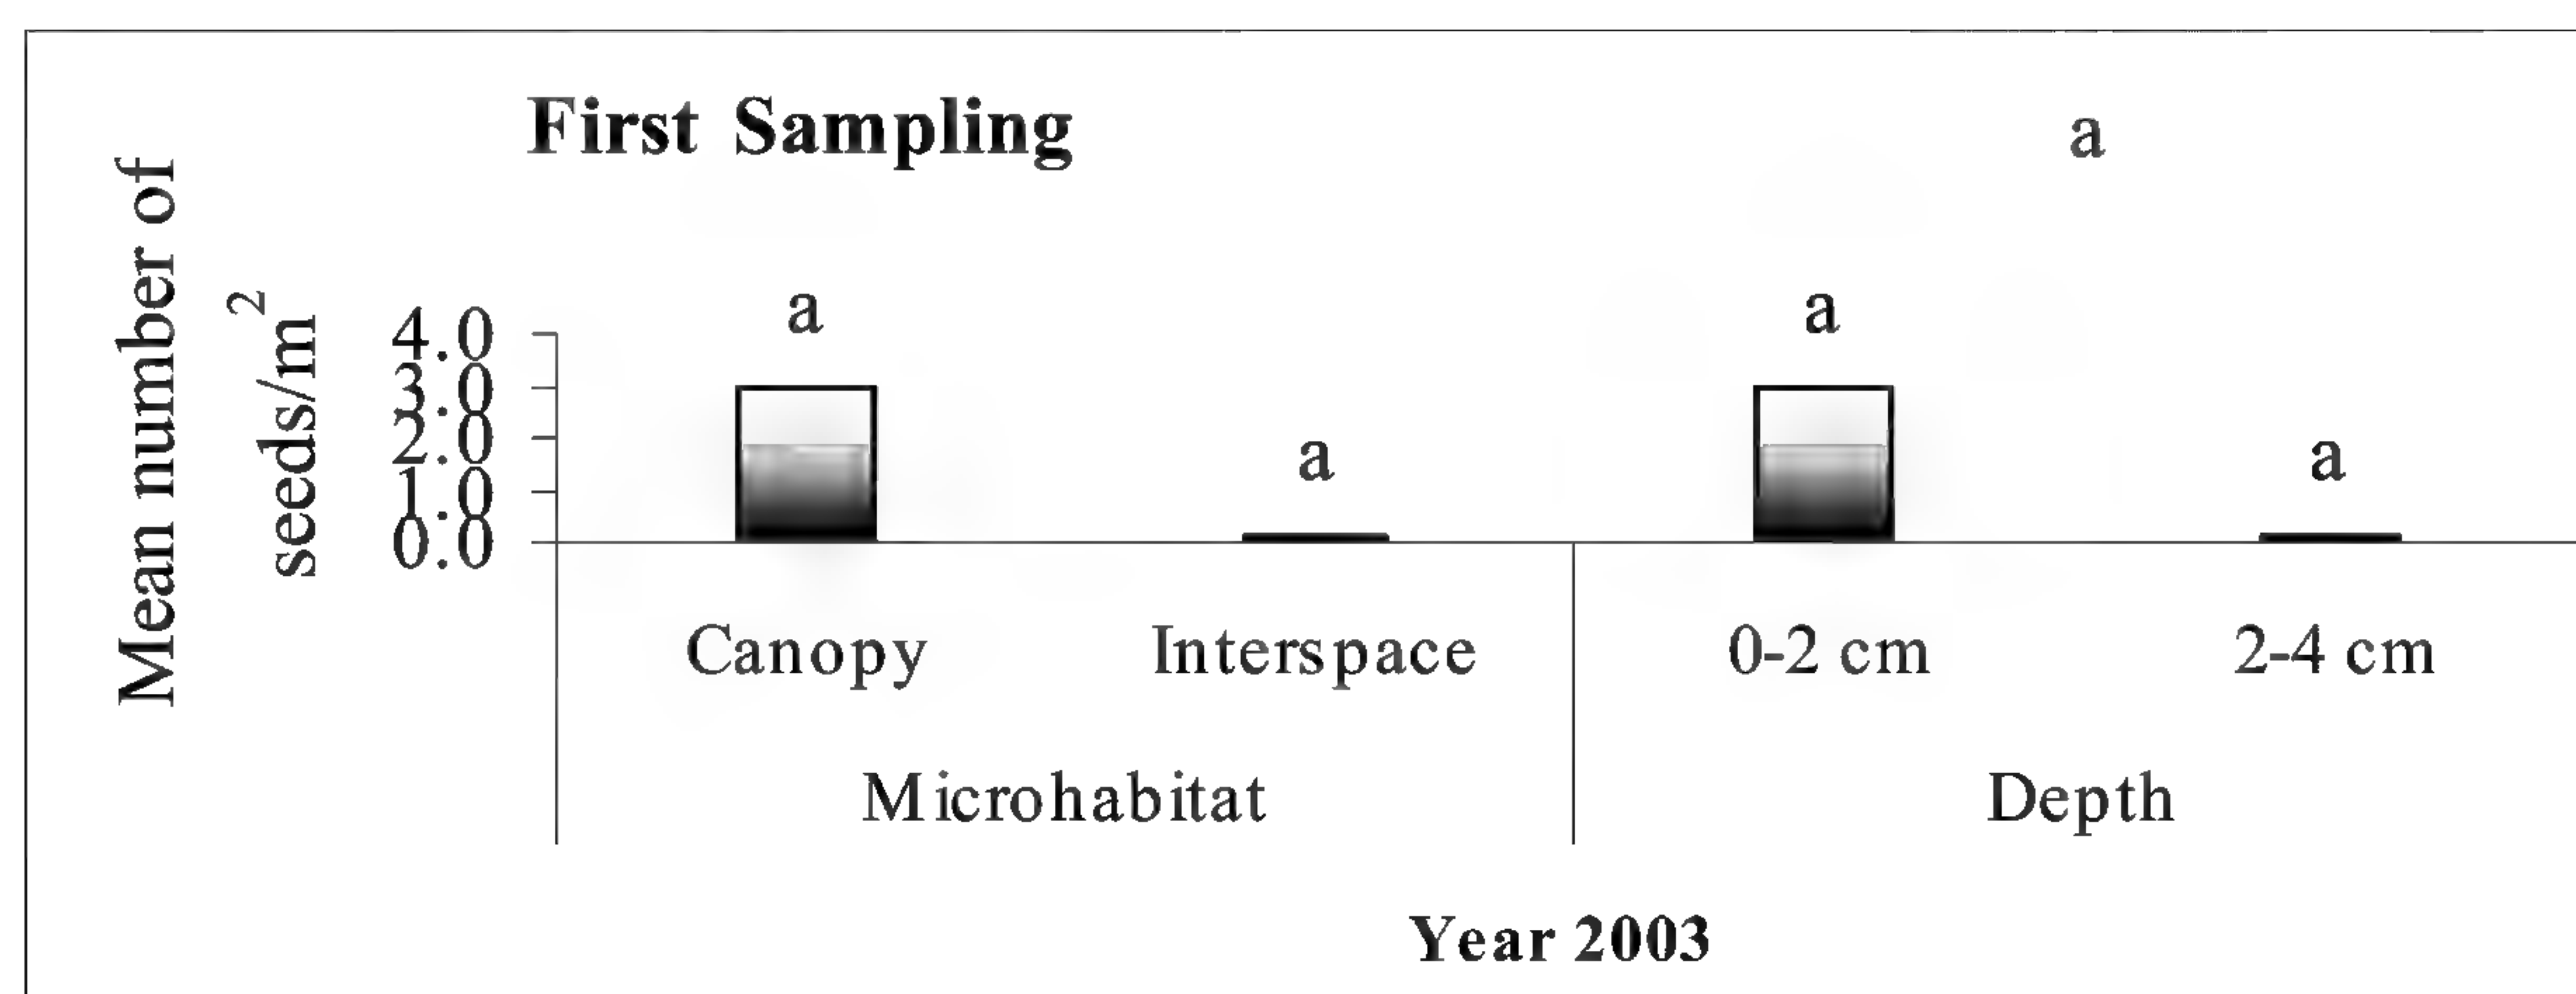 First Sampling
a
Mean number of
seeds/m²
4.0
3.0
2.0
1.0
0.0
a
a
a
a
Canopy
Interspace
0-2 cm
2-4 cm
Microhabitat
Depth
Year 2003